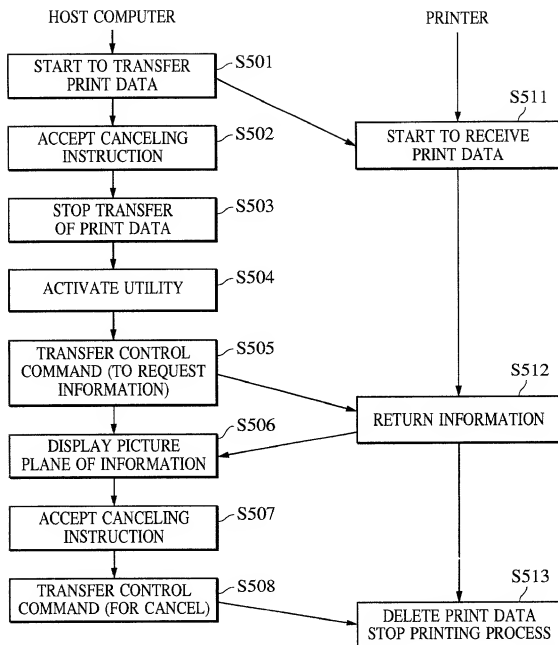 HOST COMPUTER
S501
START TO TRANSFER
PRINT DATA
S502
ACCEPT CANCELING
INSTRUCTION
S503
STOP TRANSFER
OF PRINT DATA
S504
ACTIVATE UTILITY
S505
TRANSFER CONTROL
COMMAND (TO REQUEST
INFORMATION)
S506
DISPLAY PICTURE
PLANE OF INFORMATION
S507
ACCEPT CANCELING
INSTRUCTION
S508
TRANSFER CONTROL
COMMAND (FOR CANCEL)
PRINTER
S511
START TO RECEIVE
PRINT DATA
S512
RETURN INFORMATION
S513
DELETE PRINT DATA
STOP PRINTING PROCESS